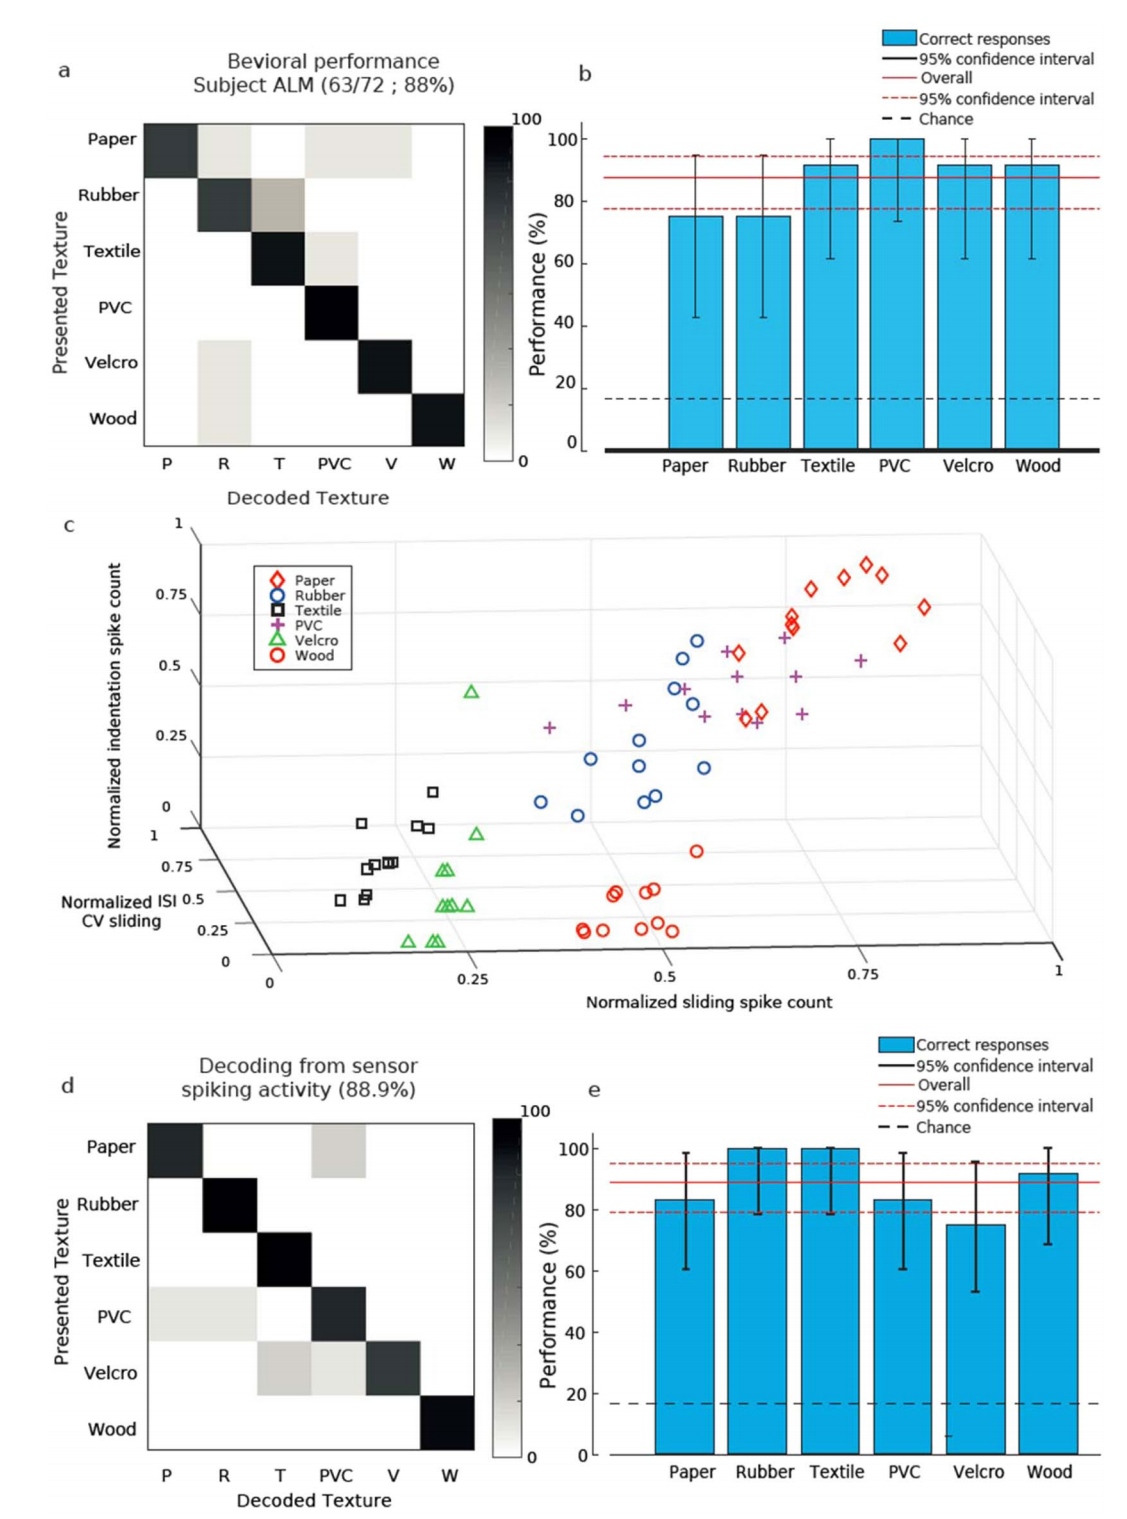 a
Bevioral performance
Subject ALM (63/72 ; 88%)
Presented Texture
Paper
Rubber
Textile
PVC
Velcro
Wood
P R T PVC V W
Decoded Texture
100
0
b
Correct responses
95% confidence interval
Overall
95% confidence interval
Chance
Performance (%)
100
80
60
40
20
0
Paper Rubber Textile PVC Velcro Wood
c
Normalized indentation spike count
1
0.75
0.5
0.25
0
Paper
Rubber
Textile
PVC
Velcro
Wood
1
0.75
0.5
0.25
0
Normalized ISI
CV sliding
0 0.25 0.5 0.75 1
Normalized sliding spike count
d
Decoding from sensor
spiking activity (88.9%)
Presented Texture
Paper
Rubber
Textile
PVC
Velcro
Wood
P R T PVC V W
Decoded Texture
100
0
e
Correct responses
95% confidence interval
Overall
95% confidence interval
Chance
Performance (%)
100
80
60
40
20
0
Paper Rubber Textile PVC Velcro Wood